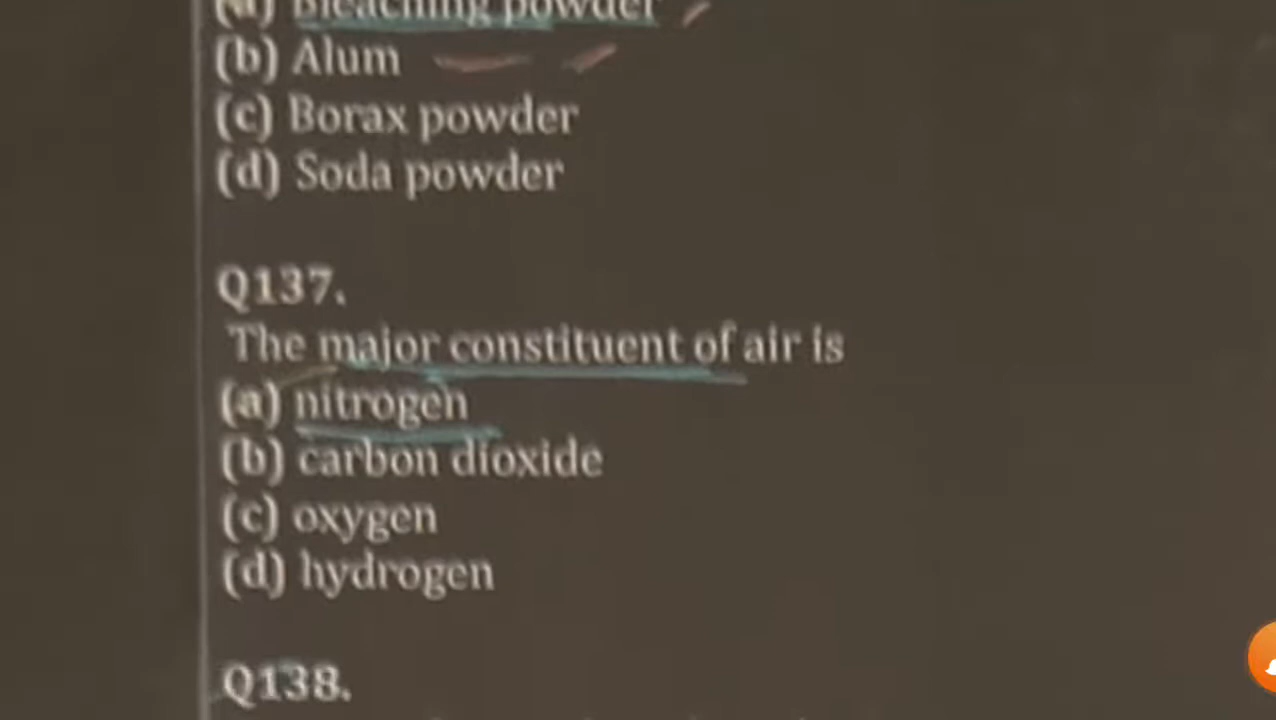 (a) Bleaching powder
(b) Alum
(c) Borax powder
(d) Soda powder
Q137.
The major constituent of air is
(a) nitrogen
(b) carbon dioxide
(c) oxygen
(d) hydrogen
Q138.